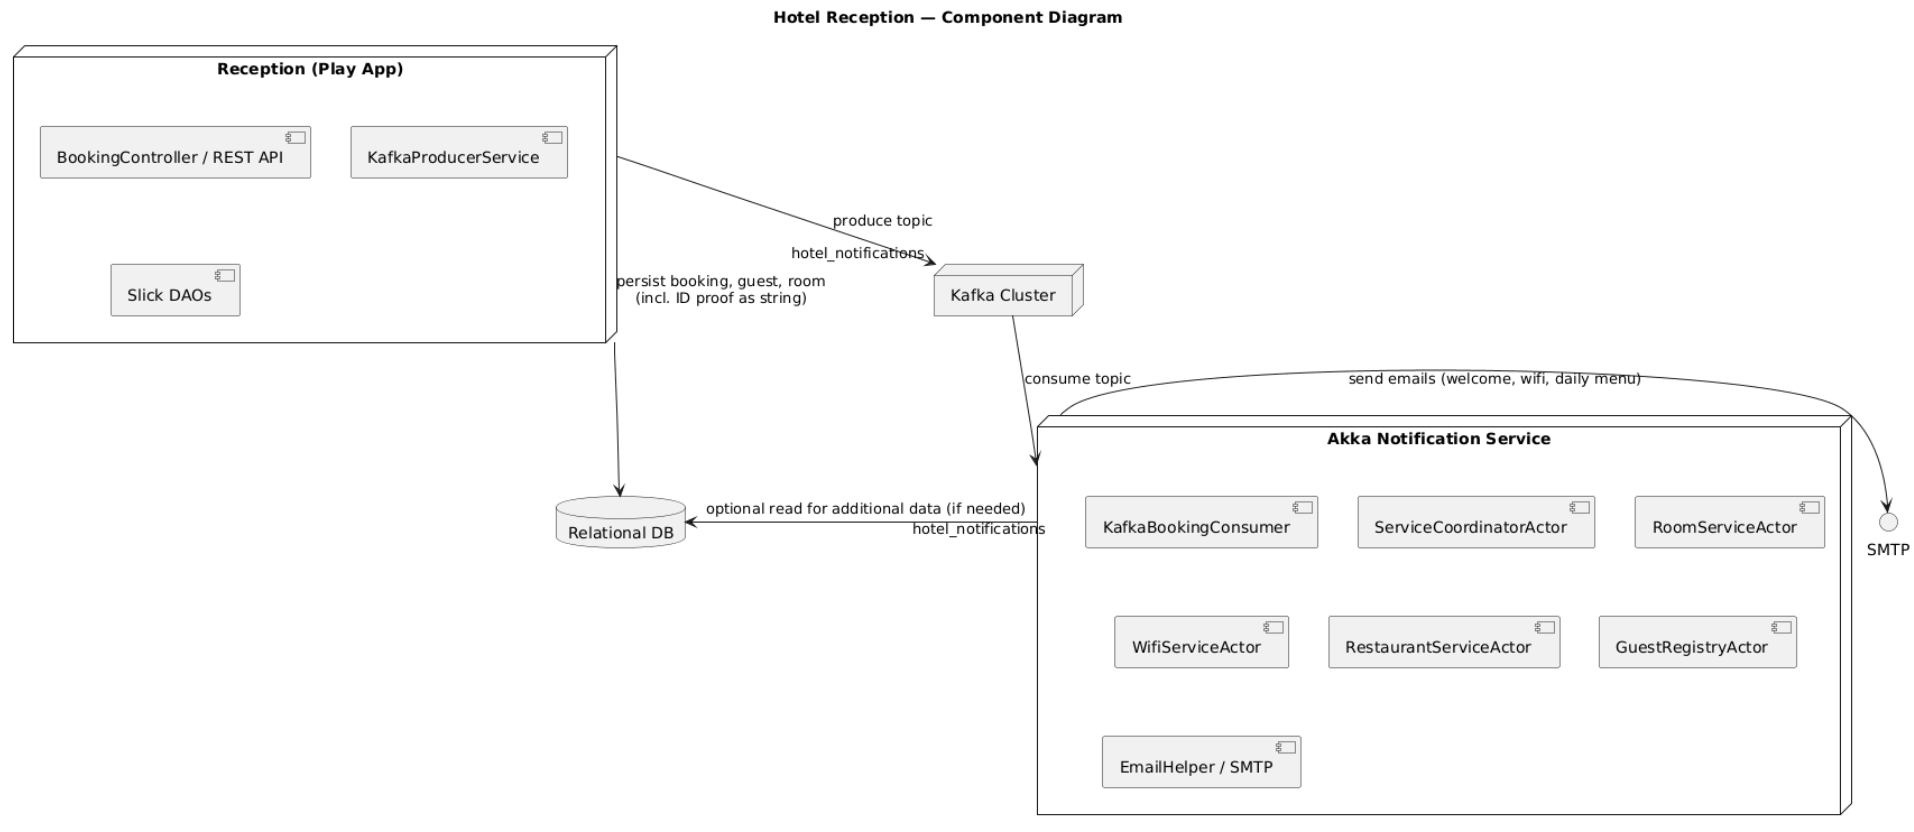 Hotel Reception — Component Diagram
Reception (Play App)
BookingController / REST API
KafkaProducerService
Slick DAOs
produce topic
hotel_notifications
persist booking, guest, room
(incl. ID proof as string)
Kafka Cluster
consume topic
hotel_notifications
send emails (welcome, wifi, daily menu)
optional read for additional data (if needed)
Relational DB
Akka Notification Service
KafkaBookingConsumer
ServiceCoordinatorActor
RoomServiceActor
WifiServiceActor
RestaurantServiceActor
GuestRegistryActor
EmailHelper / SMTP
SMTP